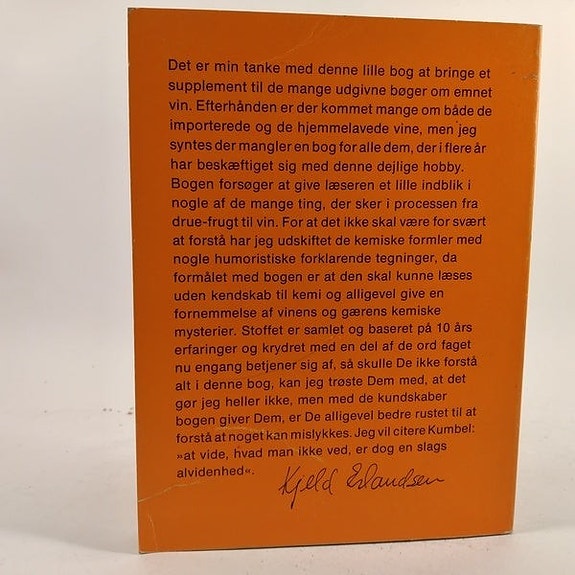 Det er min tanke med denne lille bog at bringe et
supplement til de mange udgivne bøger om emnet
vin. Efterhånden er der kommet mange om både de
importerede og de hjemmelavede vine, men jeg
syntes der mangler en bog for alle dem, der i flere år
har beskæftiget sig med denne dejlige hobby.
Bogen forsøger at give læseren et lille indblik i
nogle af de mange ting, der sker i processen fra
drue-frugt til vin. For at det ikke skal være for svært
at forstå har jeg udskiftet de kemiske formler med
nogle humoristiske forklarende tegninger, da
formålet med bogen er at den skal kunne læses
uden kendskab til kemi og alligevel give en
fornemmelse af vinens og gærens kemiske
mysterier. Stoffet er samlet og baseret på 10 års
erfaringer og krydret med en del af de ord faget
nu engang betjener sig af, så skulle De ikke forstå
alt i denne bog, kan jeg trøste Dem med, at det
gør jeg heller ikke, men med de kundskaber
bogen giver Dem, er De alligevel bedre rustet til at
forstå at noget kan mislykkes. Jeg vil citere Kumbel:
»at vide, hvad man ikke ved, er dog en slags
alvidenhed«.
Kjeld Erlandsen